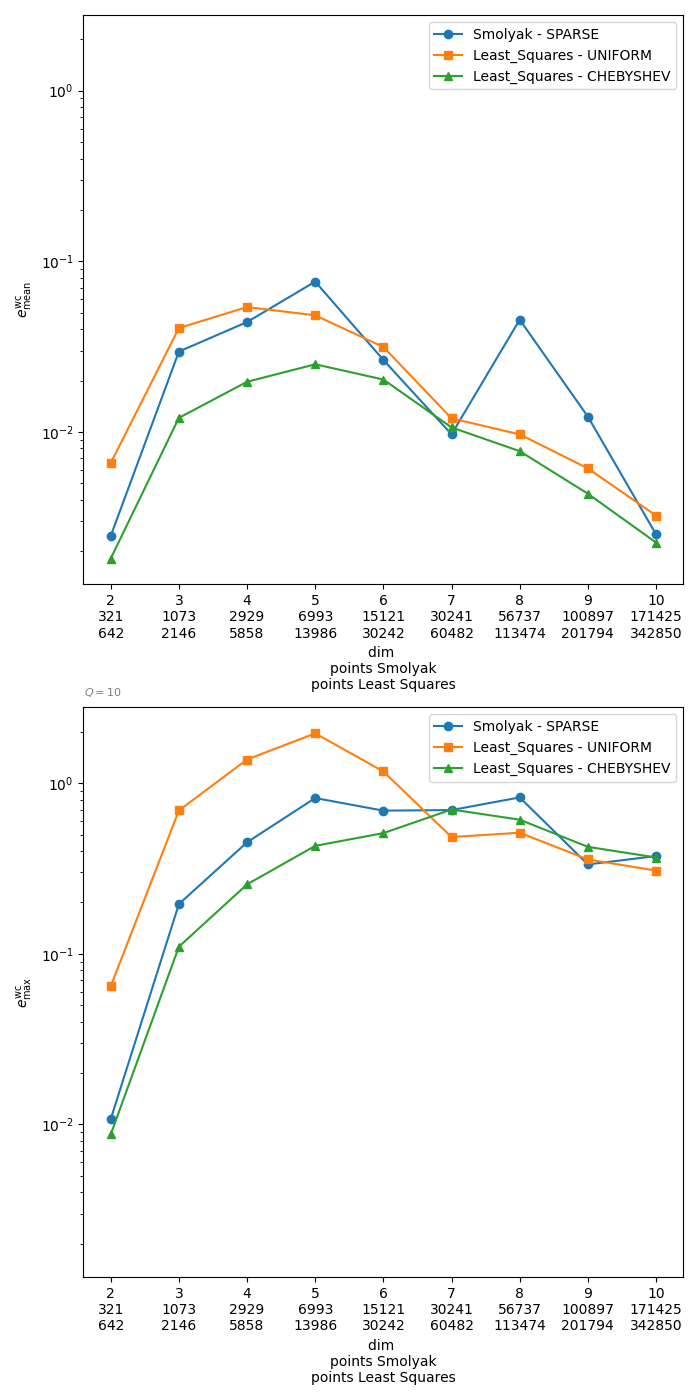 10⁰
10⁻¹
10⁻²
e_mean^wc
Smolyak - SPARSE
Least_Squares - UNIFORM
Least_Squares - CHEBYSHEV
2 3 4 5 6 7 8 9 10
321 1073 2929 6993 15121 30241 56737 100897 171425
642 2146 5858 13986 30242 60482 113474 201794 342850
dim
points Smolyak
points Least Squares
Q = 10
10⁰
10⁻¹
10⁻²
e_max^wc
Smolyak - SPARSE
Least_Squares - UNIFORM
Least_Squares - CHEBYSHEV
2 3 4 5 6 7 8 9 10
321 1073 2929 6993 15121 30241 56737 100897 171425
642 2146 5858 13986 30242 60482 113474 201794 342850
dim
points Smolyak
points Least Squares